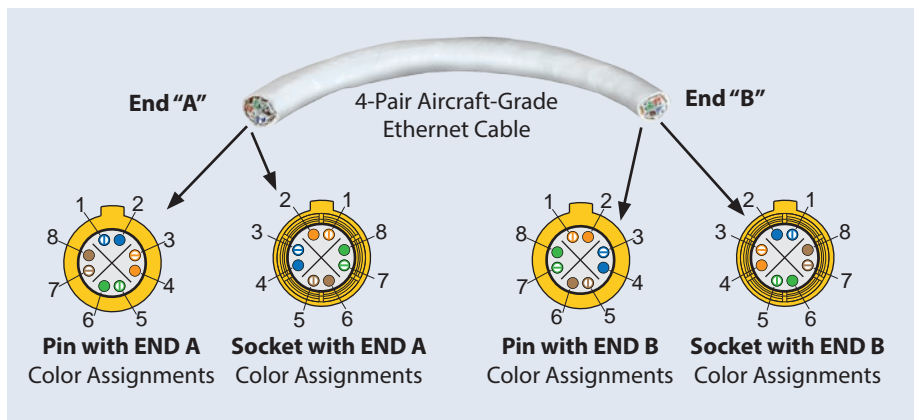 End “A”
4-Pair Aircraft-Grade
Ethernet Cable
End “B”
1 2
8 3
7 4
6 5
2 1
3 8
4 7
5 6
1 2
8 3
7 4
6 5
2 1
3 8
4 7
5 6
Pin with END A
Color Assignments
Socket with END A
Color Assignments
Pin with END B
Color Assignments
Socket with END B
Color Assignments